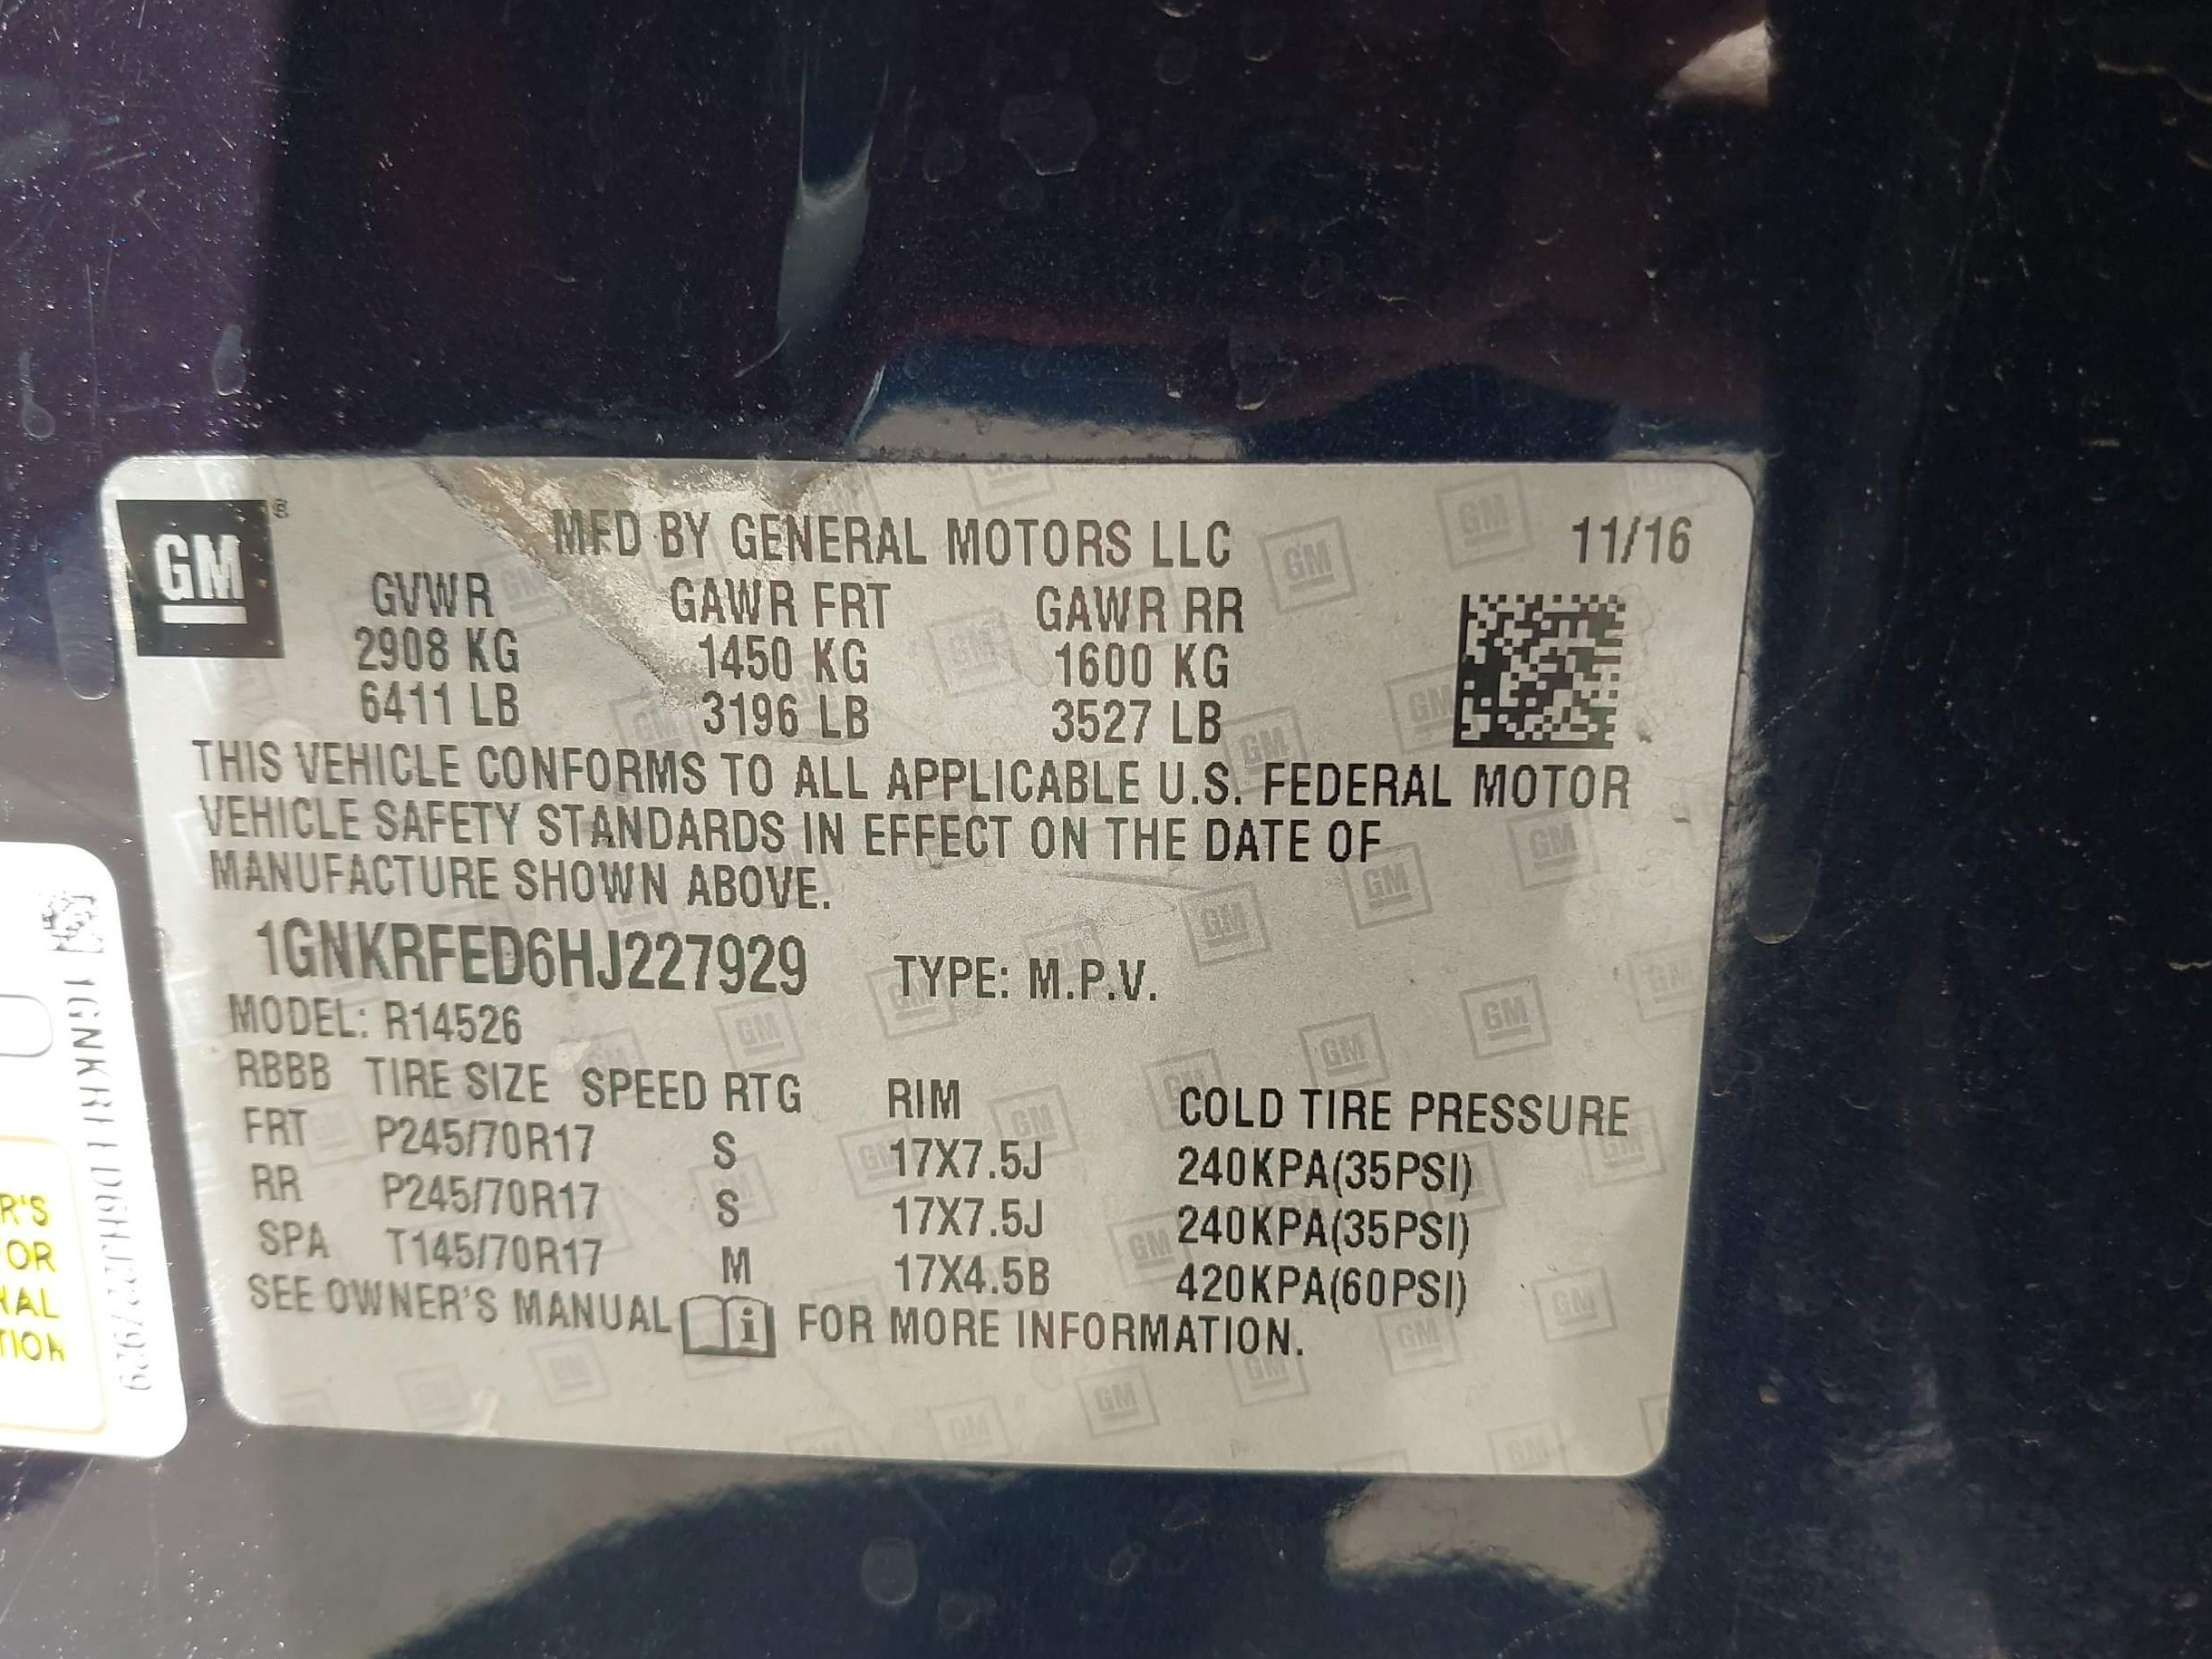 GM
MFD BY GENERAL MOTORS LLC 11/16
GVWR GAWR FRT GAWR RR
2908 KG 1450 KG 1600 KG
6411 LB 3196 LB 3527 LB
THIS VEHICLE CONFORMS TO ALL APPLICABLE U.S. FEDERAL MOTOR
VEHICLE SAFETY STANDARDS IN EFFECT ON THE DATE OF
MANUFACTURE SHOWN ABOVE.
1GNKRFED6HJ227929 TYPE: M.P.V.
MODEL: R14526
RBBB TIRE SIZE SPEED RTG RIM COLD TIRE PRESSURE
FRT P245/70R17 S 17X7.5J 240KPA(35PSI)
RR P245/70R17 S 17X7.5J 240KPA(35PSI)
SPA T145/70R17 M 17X4.5B 420KPA(60PSI)
SEE OWNER'S MANUAL FOR MORE INFORMATION.
1GNKRFED6HJ227929
R'S
OR